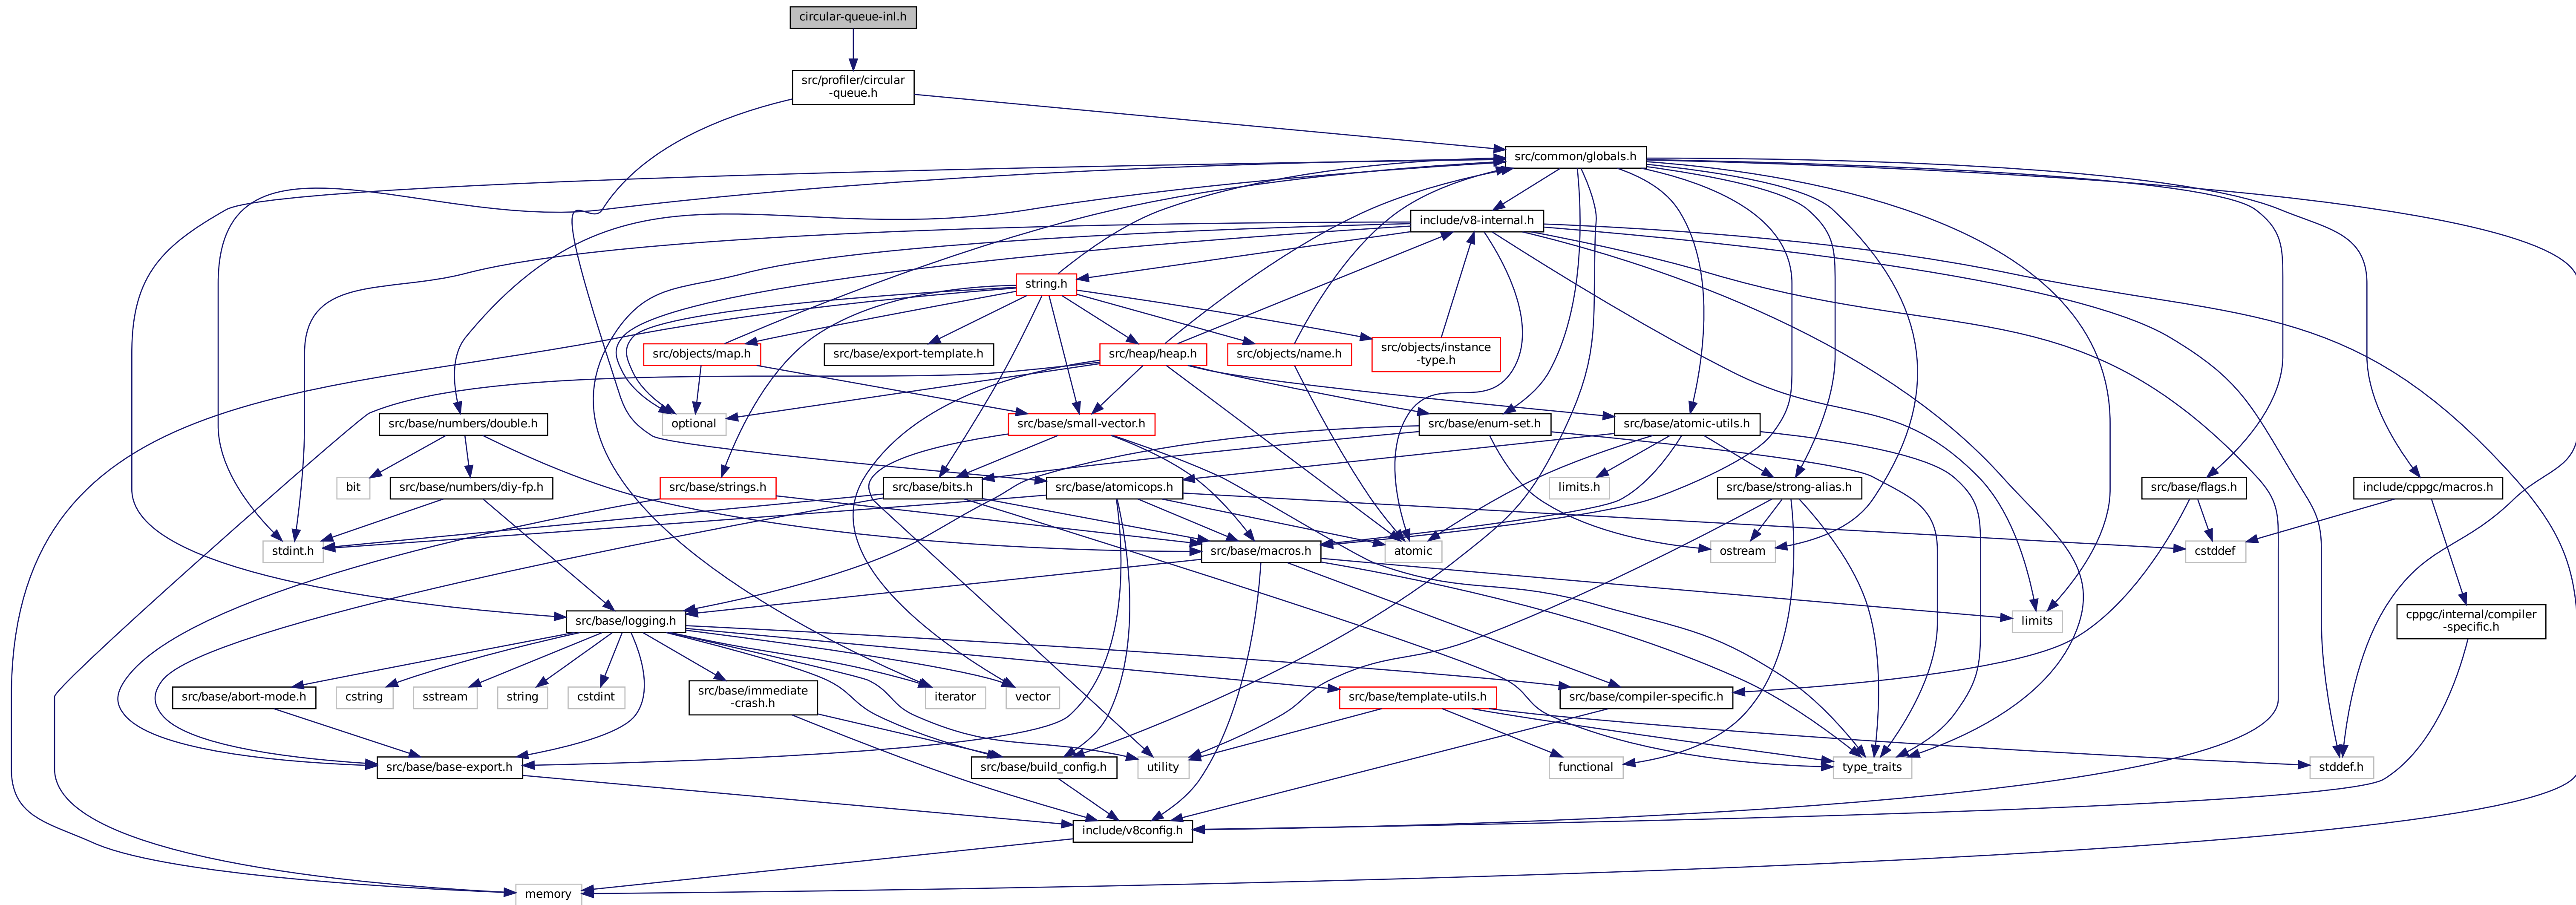 circular-queue-inl.h
src/profiler/circular
-queue.h
src/common/globals.h
include/v8-internal.h
string.h
src/objects/map.h
src/base/export-template.h
src/heap/heap.h
src/objects/name.h
src/objects/instance
-type.h
src/base/numbers/double.h
optional
src/base/small-vector.h
src/base/enum-set.h
src/base/atomic-utils.h
bit
src/base/numbers/diy-fp.h
src/base/strings.h
src/base/bits.h
src/base/atomicops.h
limits.h
src/base/strong-alias.h
src/base/flags.h
include/cppgc/macros.h
stdint.h
src/base/macros.h
atomic
ostream
cstddef
src/base/logging.h
limits
cppgc/internal/compiler
-specific.h
src/base/abort-mode.h
cstring
sstream
string
cstdint
src/base/immediate
-crash.h
iterator
vector
src/base/template-utils.h
src/base/compiler-specific.h
src/base/base-export.h
src/base/build_config.h
utility
functional
type_traits
stddef.h
include/v8config.h
memory